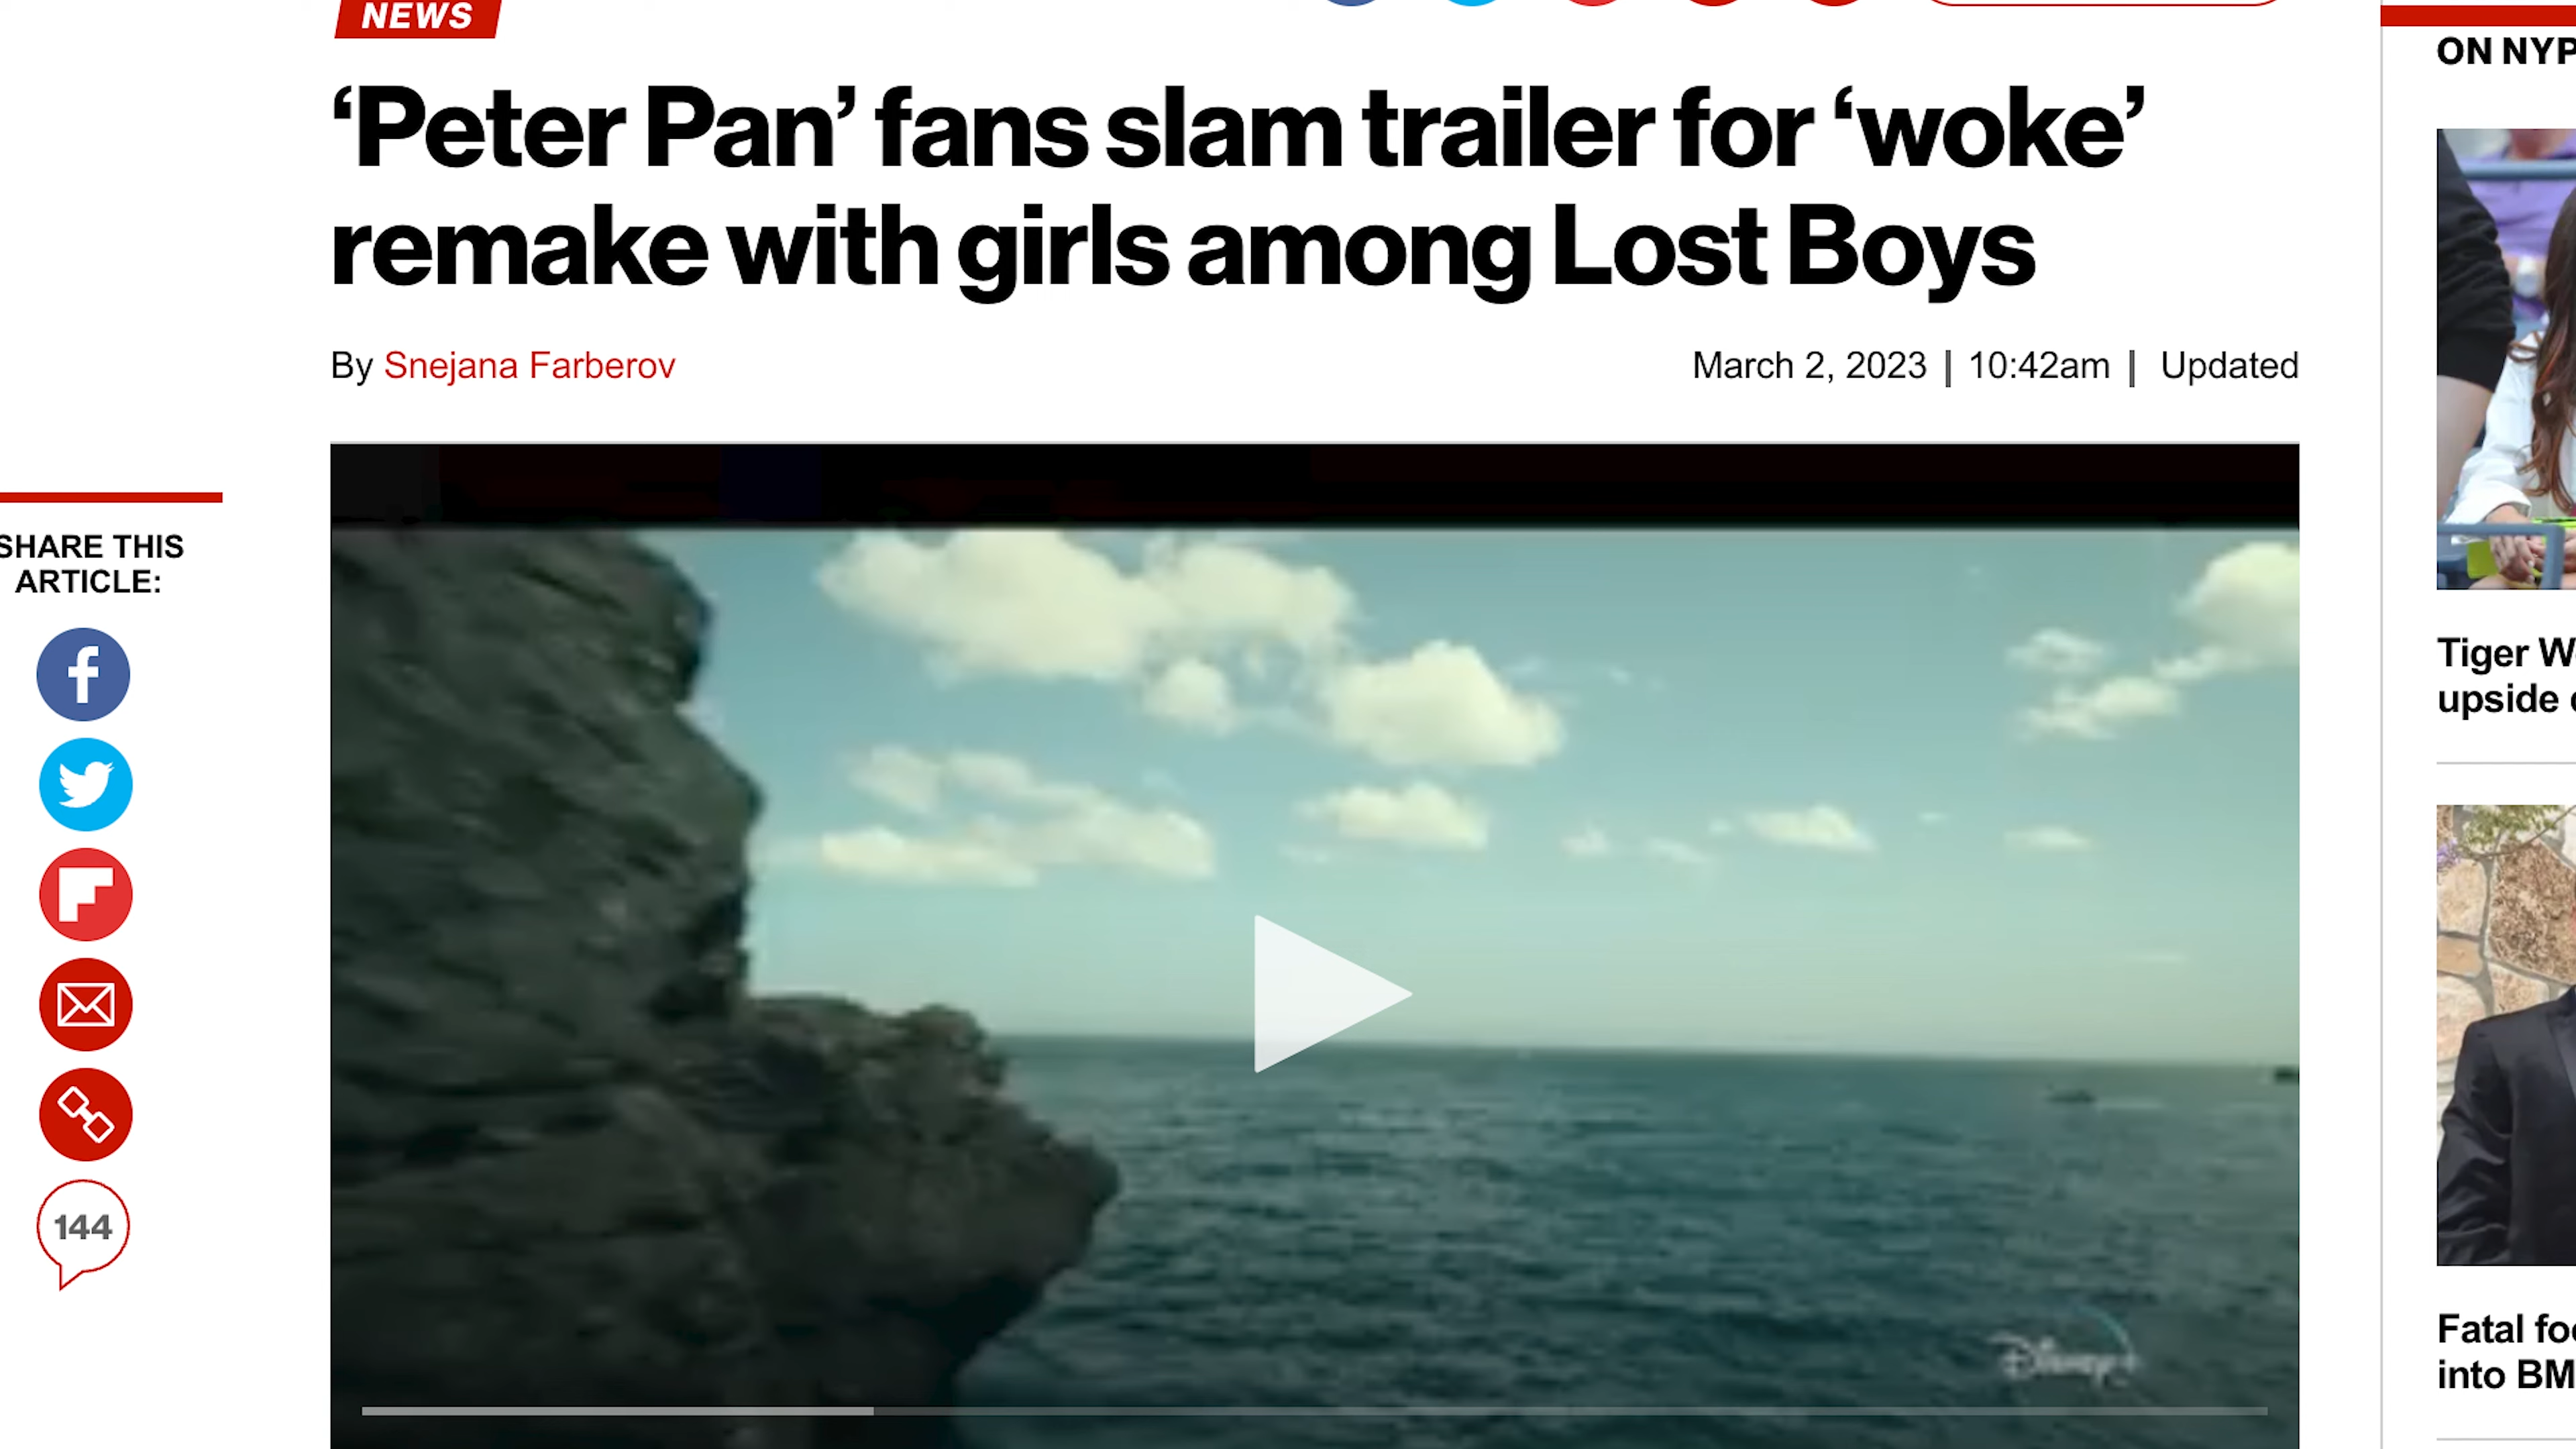 NEWS
‘Peter Pan’ fans slam trailer for ‘woke’
remake with girls among Lost Boys
By Snejana Farberov
March 2, 2023 | 10:42am | Updated
SHARE THIS
ARTICLE:
144
Disney+
ON NYP
Tiger W
upside
Fatal fo
into BM